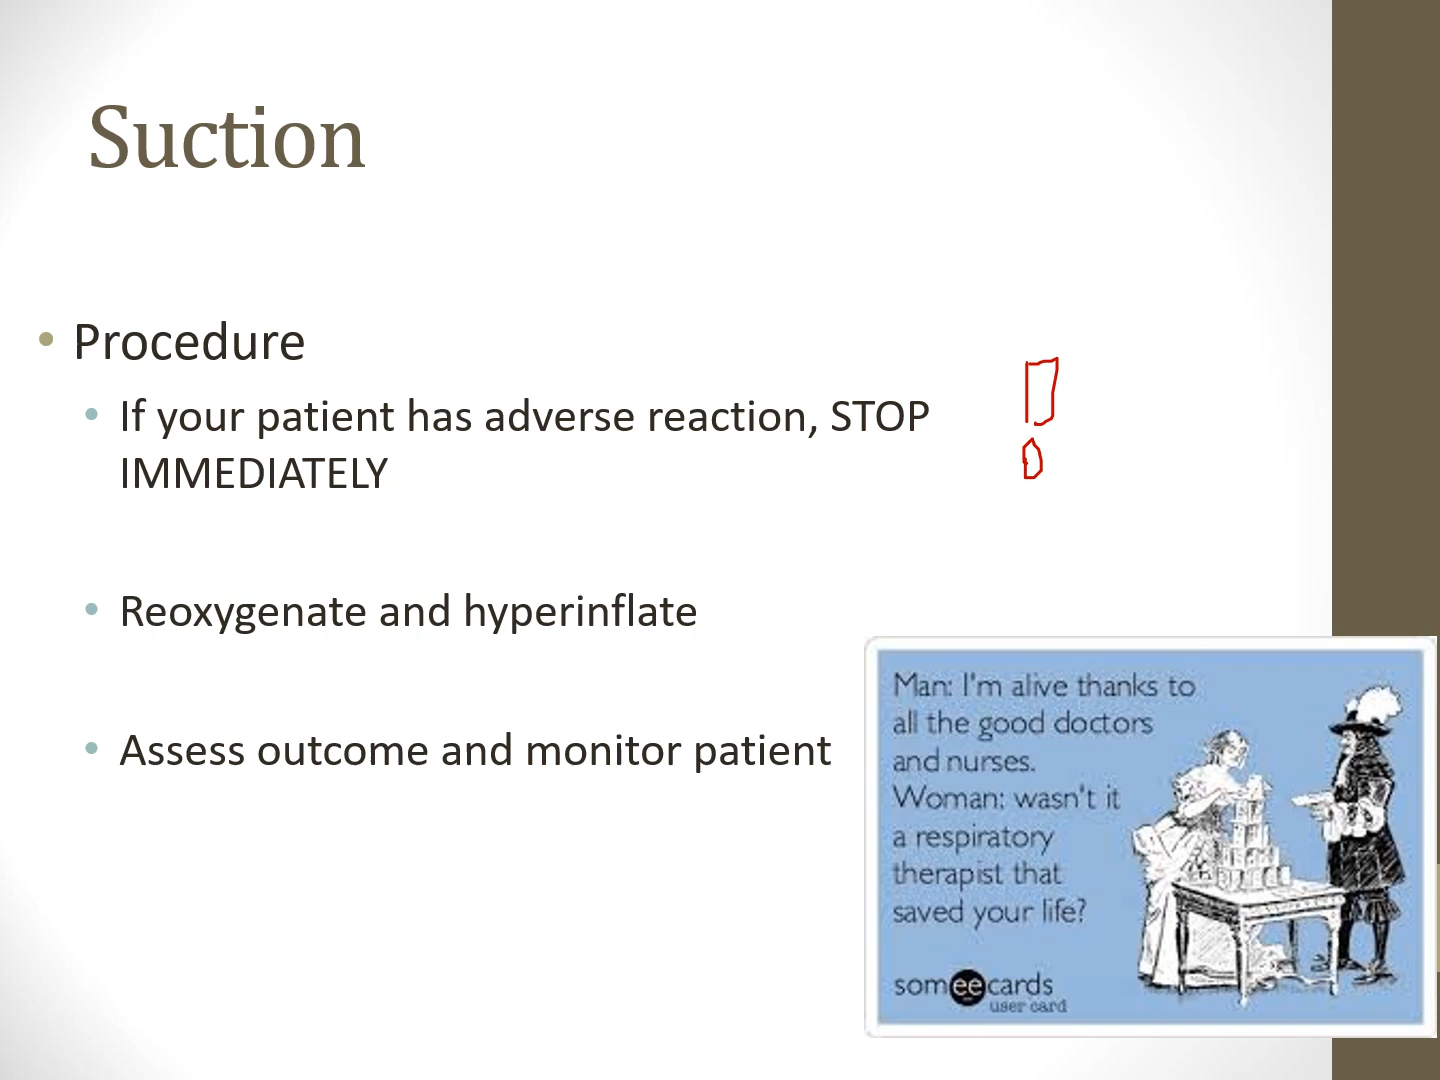 Suction
Procedure
If your patient has adverse reaction, STOP
IMMEDIATELY
!
Reoxygenate and hyperinflate
Assess outcome and monitor patient
Man: I'm alive thanks to
all the good doctors
and nurses.
Woman: wasn't it
a respiratory
therapist that
saved your life?
someecards
user card